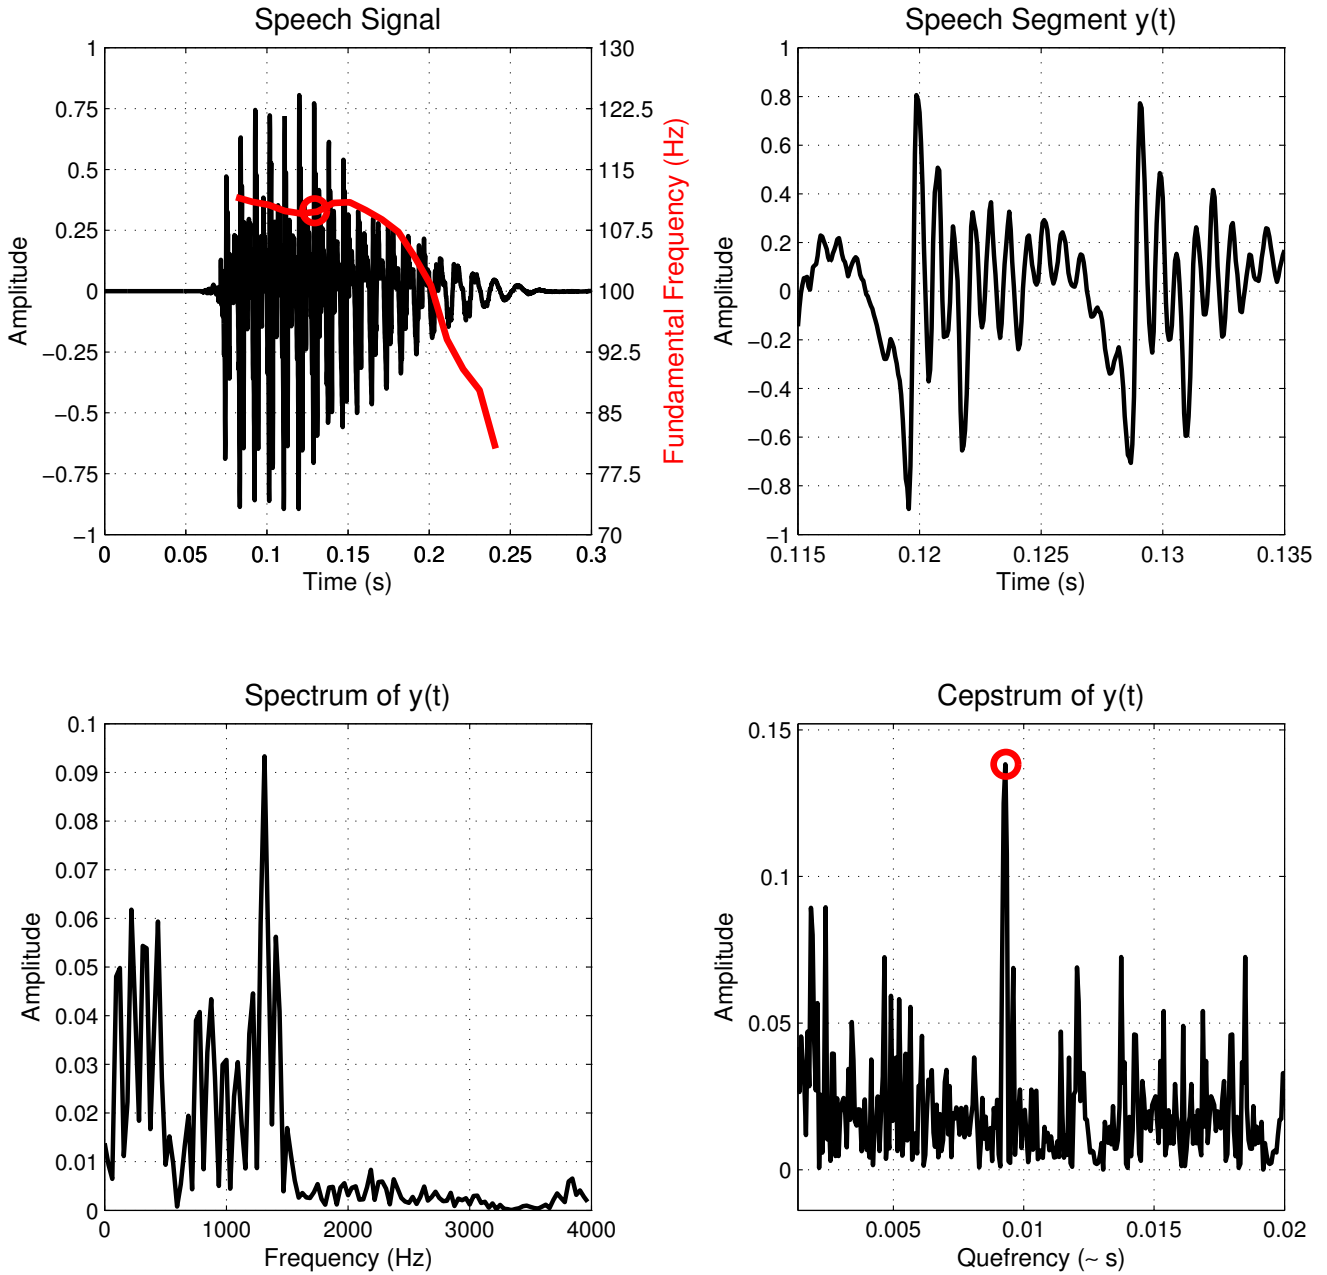 Speech Signal
1
0.75
0.5
0.25
0
−0.25
−0.5
−0.75
−1
Amplitude
130
122.5
115
107.5
100
92.5
85
77.5
70
Fundamental Frequency (Hz)
0 0.05 0.1 0.15 0.2 0.25 0.3
Time (s)
Speech Segment y(t)
1
0.8
0.6
0.4
0.2
0
−0.2
−0.4
−0.6
−0.8
−1
Amplitude
0.115 0.12 0.125 0.13 0.135
Time (s)
Spectrum of y(t)
0.1
0.09
0.08
0.07
0.06
0.05
0.04
0.03
0.02
0.01
0
Amplitude
0 1000 2000 3000 4000
Frequency (Hz)
Cepstrum of y(t)
0.15
0.1
0.05
0
Amplitude
0.005 0.01 0.015 0.02
Quefrency (~ s)